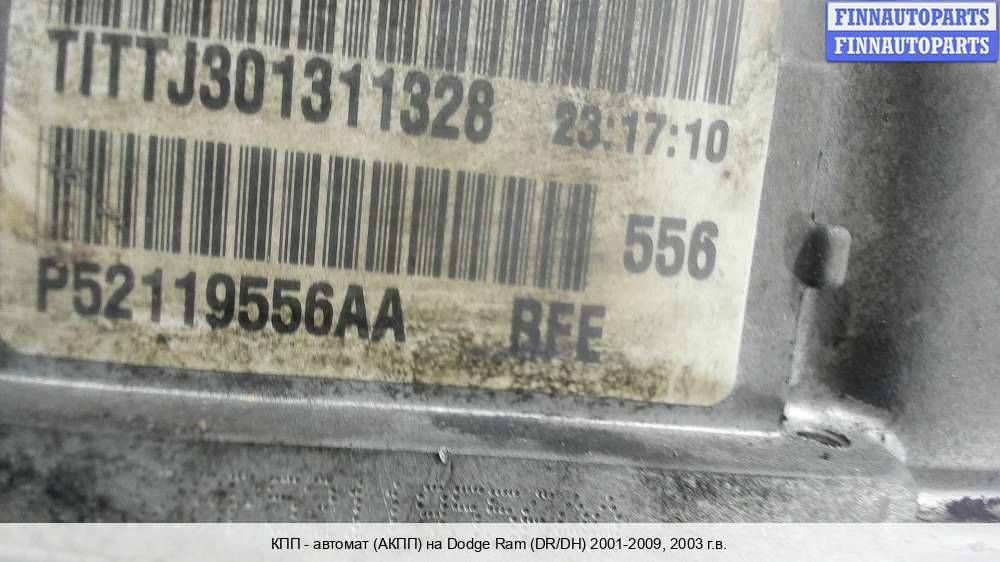 FINNAUTOPARTS
FINNAUTOPARTS
TITTJ301311328 23:17:10
556
P52119556AA RFE
КПП - автомат (АКПП) на Dodge Ram (DR/DH) 2001-2009, 2003 г.в.